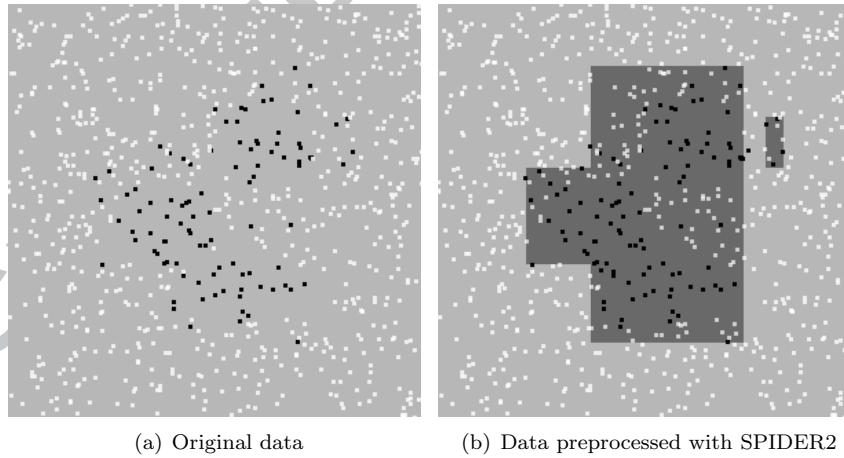 (a) Original data
(b) Data preprocessed with SPIDER2